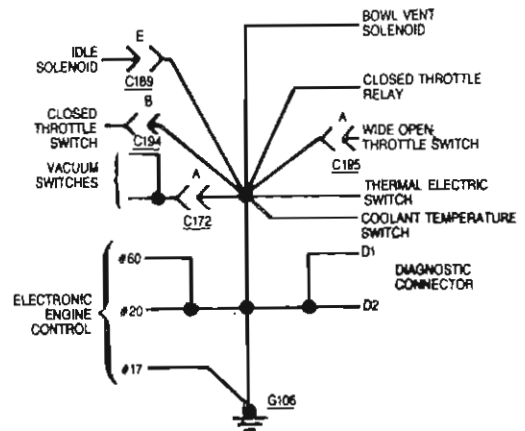 BOWL VENT
SOLENOID
E
IDLE
SOLENOID
C189
CLOSED THROTTLE
RELAY
B
CLOSED
THROTTLE
SWITCH
C194
A
WIDE OPEN
THROTTLE SWITCH
C195
VACUUM
SWITCHES
A
C172
THERMAL ELECTRIC
SWITCH
COOLANT TEMPERATURE
SWITCH
#60
D1
DIAGNOSTIC
CONNECTOR
ELECTRONIC
ENGINE
CONTROL
#20
D2
#17
G106